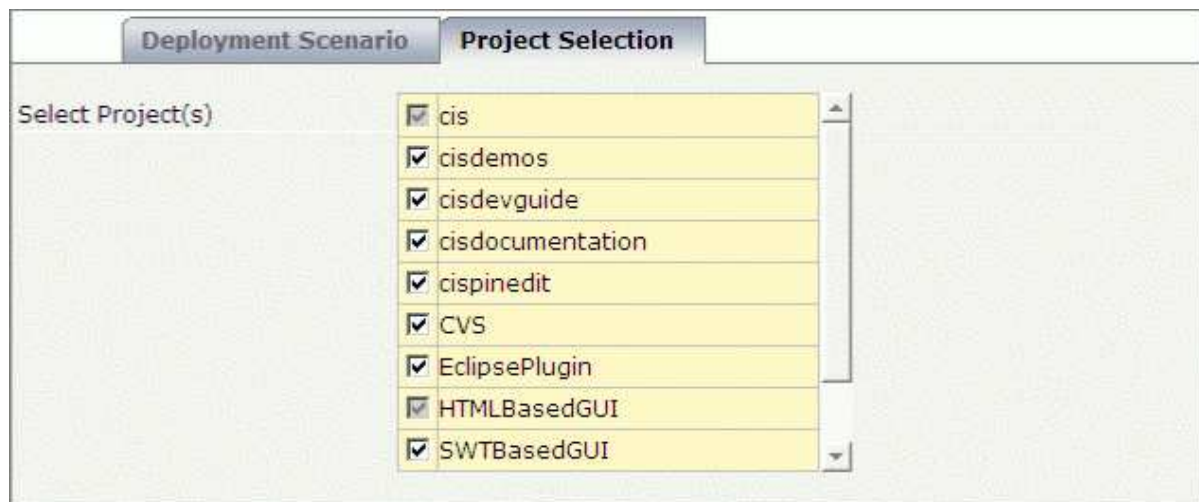 Deployment Scenario Project Selection
Select Project(s)
cis
cisdemos
cisdevguide
cisdocumentation
cispinedit
CVS
EclipsePlugin
HTMLBasedGUI
SWTBasedGUI